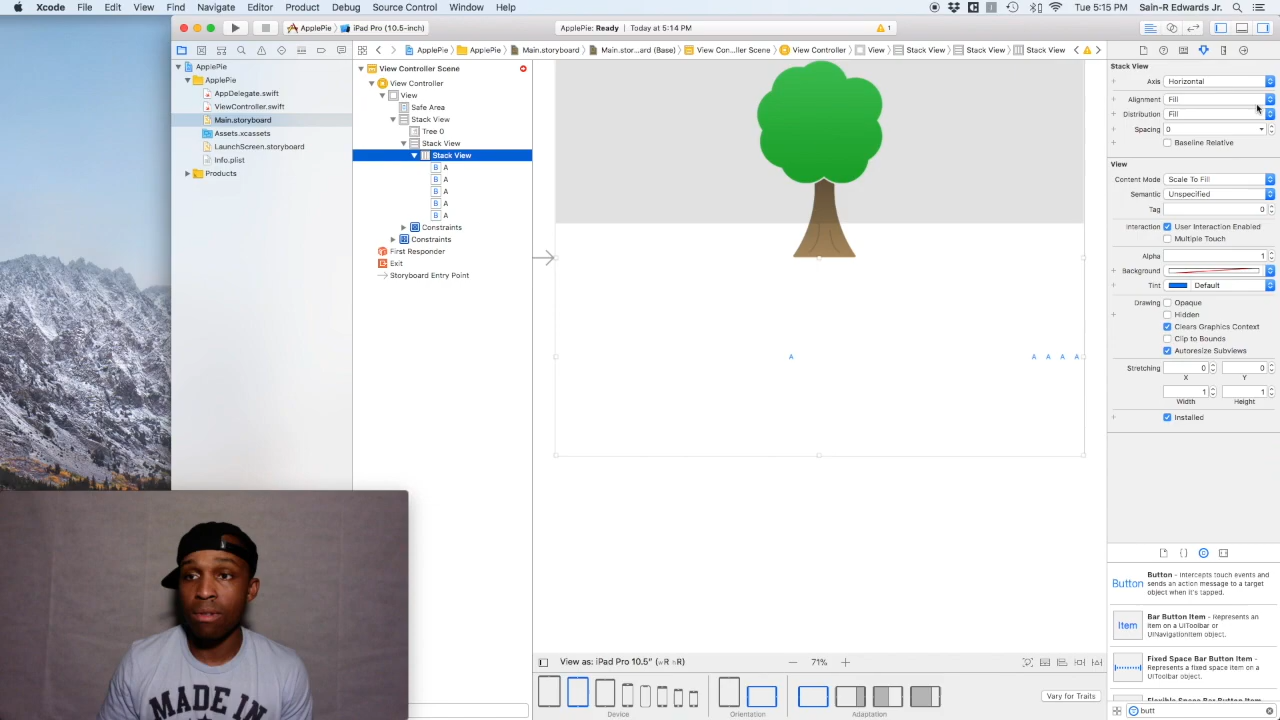 Xcode File Edit View Find Navigate Editor Product Debug Source Control Window Help
Tue 5:15 PM Sain-R Edwards Jr.
ApplePie iPad Pro (10.5-inch)
ApplePie: Ready | Today at 5:14 PM
1
ApplePie ApplePie Main.storyboard Main.stor...ard (Base) View Con...ller Scene View Controller View Stack View Stack View Stack View
ApplePie
ApplePie
AppDelegate.swift
ViewController.swift
Main.storyboard
Assets.xcassets
LaunchScreen.storyboard
Info.plist
Products
View Controller Scene
View Controller
View
Safe Area
Stack View
Tree 0
Stack View
Stack View
B A
B A
B A
B A
B A
Constraints
Constraints
First Responder
Exit
Storyboard Entry Point
A A A A A
MADE IN
View as: iPad Pro 10.5" (wR hR)
71%
Device
Orientation
Adaptation
Vary for Traits
Stack View
Axis Horizontal
Alignment Fill
Distribution Fill
Spacing 0
Baseline Relative
View
Content Mode Scale To Fill
Semantic Unspecified
Tag 0
Interaction User Interaction Enabled
Multiple Touch
Alpha 1
Background
Tint Default
Drawing Opaque
Hidden
Clears Graphics Context
Clip to Bounds
Autoresize Subviews
Stretching 0 0
X Y
1 1
Width Height
Installed
Button
Button - Intercepts touch events and
sends an action message to a target
object when it's tapped.
Item
Bar Button Item - Represents an
item on a UIToolbar or
UINavigationItem object.
Fixed Space Bar Button Item -
Represents a fixed space item on a
UIToolbar object.
Flexible Space Bar Button Item -
butt